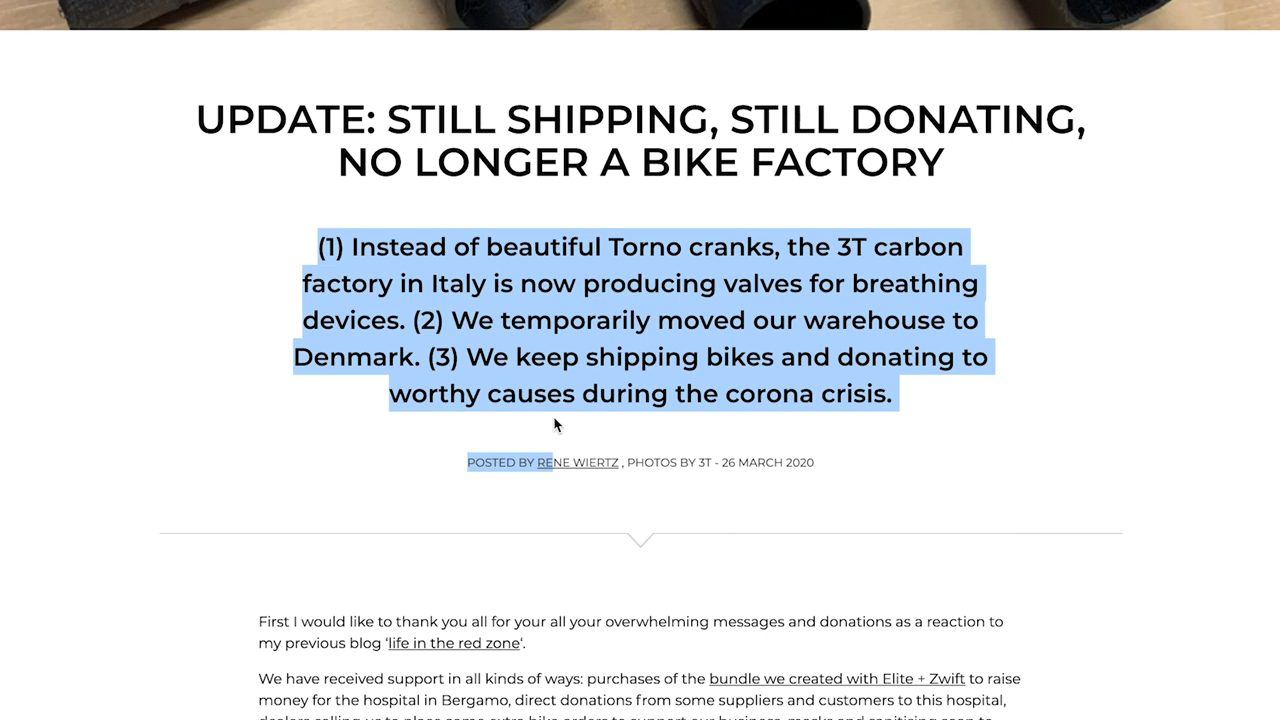 UPDATE: STILL SHIPPING, STILL DONATING,
NO LONGER A BIKE FACTORY
(1) Instead of beautiful Torno cranks, the 3T carbon
factory in Italy is now producing valves for breathing
devices. (2) We temporarily moved our warehouse to
Denmark. (3) We keep shipping bikes and donating to
worthy causes during the corona crisis.
POSTED BY RENE WIERTZ , PHOTOS BY 3T - 26 MARCH 2020
First I would like to thank you all for your all your overwhelming messages and donations as a reaction to
my previous blog ‘life in the red zone‘.
We have received support in all kinds of ways: purchases of the bundle we created with Elite + Zwift to raise
money for the hospital in Bergamo, direct donations from some suppliers and customers to this hospital,